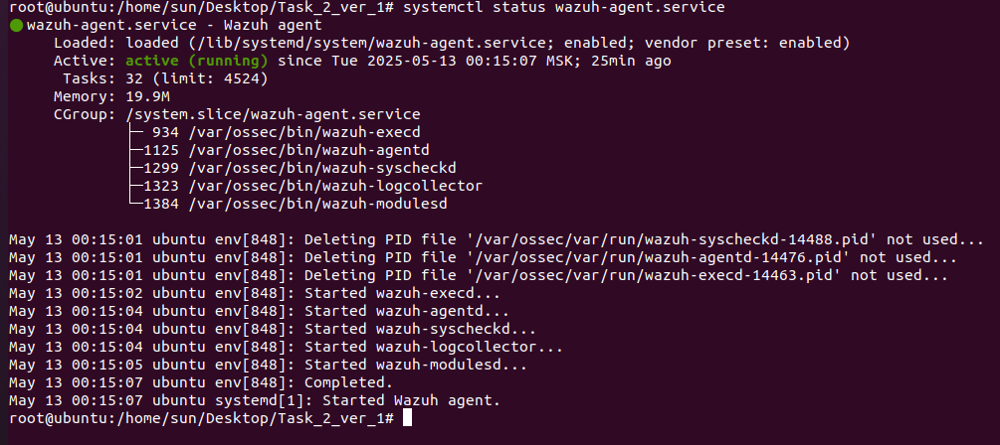 root@ubuntu:/home/sun/Desktop/Task_2_ver_1# systemctl status wazuh-agent.service
● wazuh-agent.service - Wazuh agent
     Loaded: loaded (/lib/systemd/system/wazuh-agent.service; enabled; vendor preset: enabled)
     Active: active (running) since Tue 2025-05-13 00:15:07 MSK; 25min ago
      Tasks: 32 (limit: 4524)
     Memory: 19.9M
     CGroup: /system.slice/wazuh-agent.service
             ├─ 934 /var/ossec/bin/wazuh-execd
             ├─1125 /var/ossec/bin/wazuh-agentd
             ├─1299 /var/ossec/bin/wazuh-syscheckd
             ├─1323 /var/ossec/bin/wazuh-logcollector
             └─1384 /var/ossec/bin/wazuh-modulesd

May 13 00:15:01 ubuntu env[848]: Deleting PID file '/var/ossec/var/run/wazuh-syscheckd-14488.pid' not used...
May 13 00:15:01 ubuntu env[848]: Deleting PID file '/var/ossec/var/run/wazuh-agentd-14476.pid' not used...
May 13 00:15:01 ubuntu env[848]: Deleting PID file '/var/ossec/var/run/wazuh-execd-14463.pid' not used...
May 13 00:15:02 ubuntu env[848]: Started wazuh-execd...
May 13 00:15:04 ubuntu env[848]: Started wazuh-agentd...
May 13 00:15:04 ubuntu env[848]: Started wazuh-syscheckd...
May 13 00:15:04 ubuntu env[848]: Started wazuh-logcollector...
May 13 00:15:05 ubuntu env[848]: Started wazuh-modulesd...
May 13 00:15:07 ubuntu env[848]: Completed.
May 13 00:15:07 ubuntu systemd[1]: Started Wazuh agent.
root@ubuntu:/home/sun/Desktop/Task_2_ver_1#